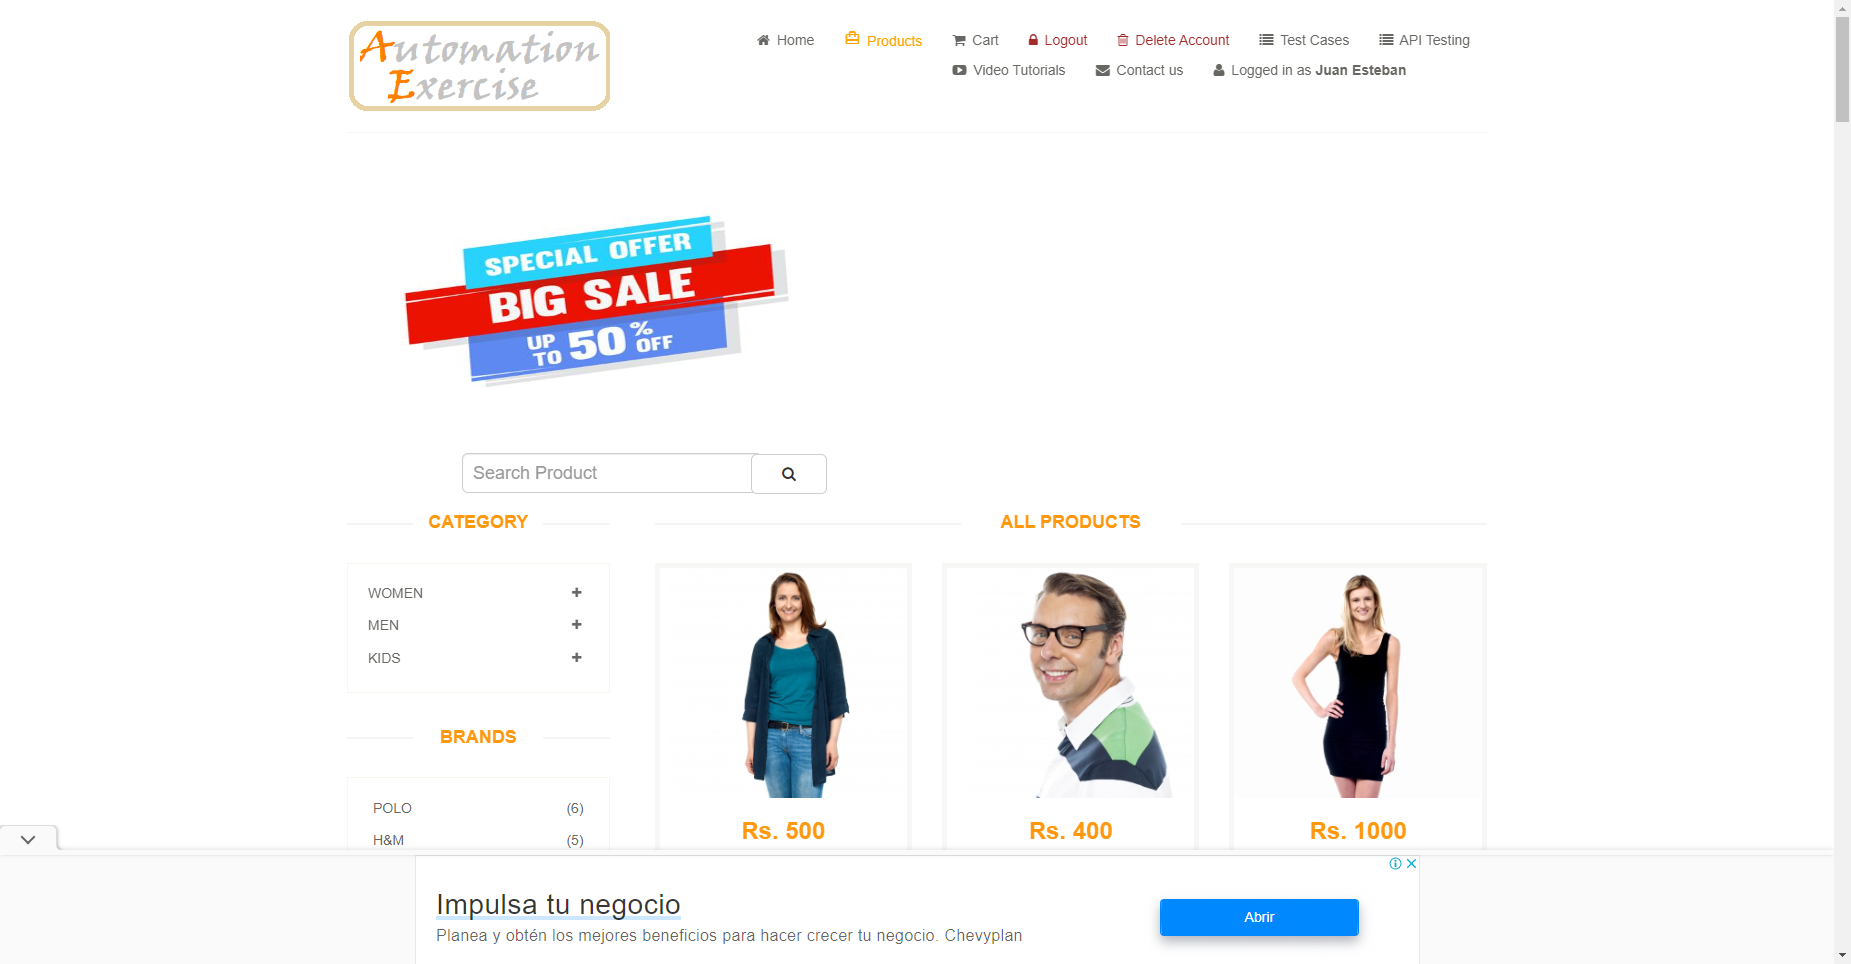 Automation
Exercise
Home
Products
Cart
Logout
Delete Account
Test Cases
API Testing
Video Tutorials
Contact us
Logged in as Juan Esteban
SPECIAL OFFER
BIG SALE
UP TO 50% OFF
Search Product
CATEGORY
ALL PRODUCTS
WOMEN
MEN
KIDS
BRANDS
POLO (6)
H&M (5)
Rs. 500
Rs. 400
Rs. 1000
Impulsa tu negocio
Planea y obtén los mejores beneficios para hacer crecer tu negocio. Chevyplan
Abrir